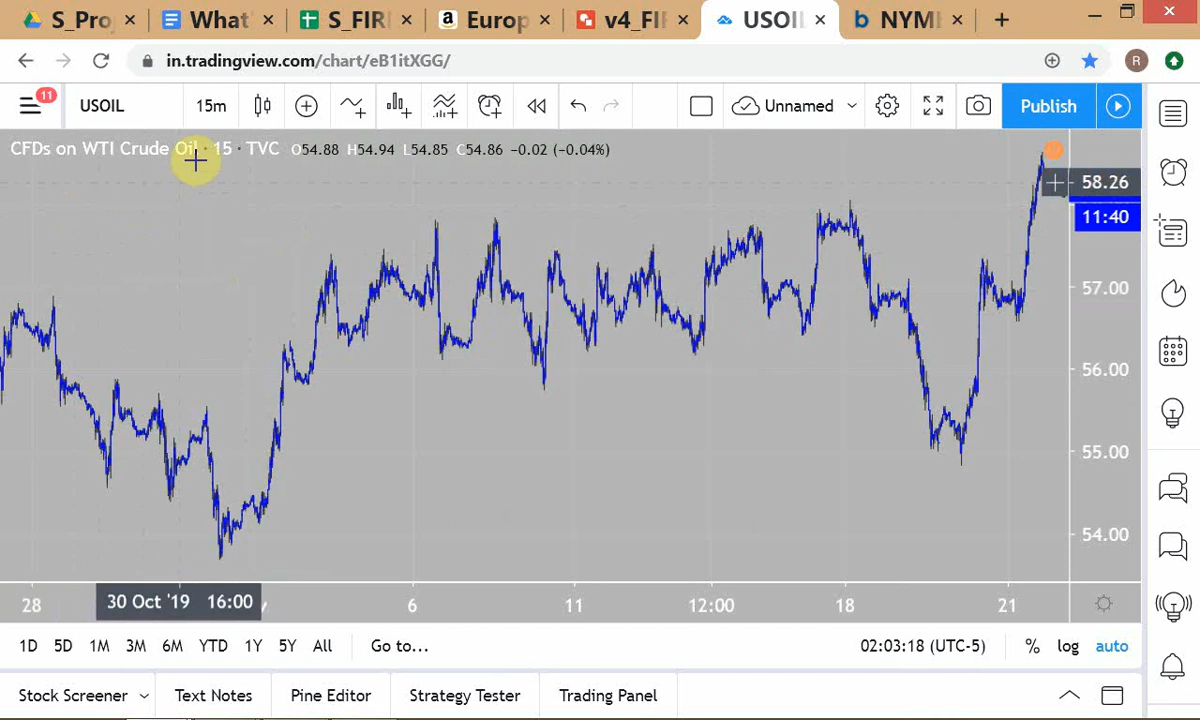 S_Proj × What' × S_FIRE × Europ × v4_FIR × USOIL × NYME × +
in.tradingview.com/chart/eB1itXGG/
R
11 USOIL 15m Unnamed Publish
CFDs on WTI Crude Oil · 15 · TVC O54.88 H54.94 L54.85 C54.86 −0.02 (−0.04%)
58.26
11:40
57.00
56.00
55.00
54.00
28 30 Oct '19 16:00 6 11 12:00 18 21
1D 5D 1M 3M 6M YTD 1Y 5Y All Go to... 02:03:18 (UTC-5) % log auto
Stock Screener Text Notes Pine Editor Strategy Tester Trading Panel